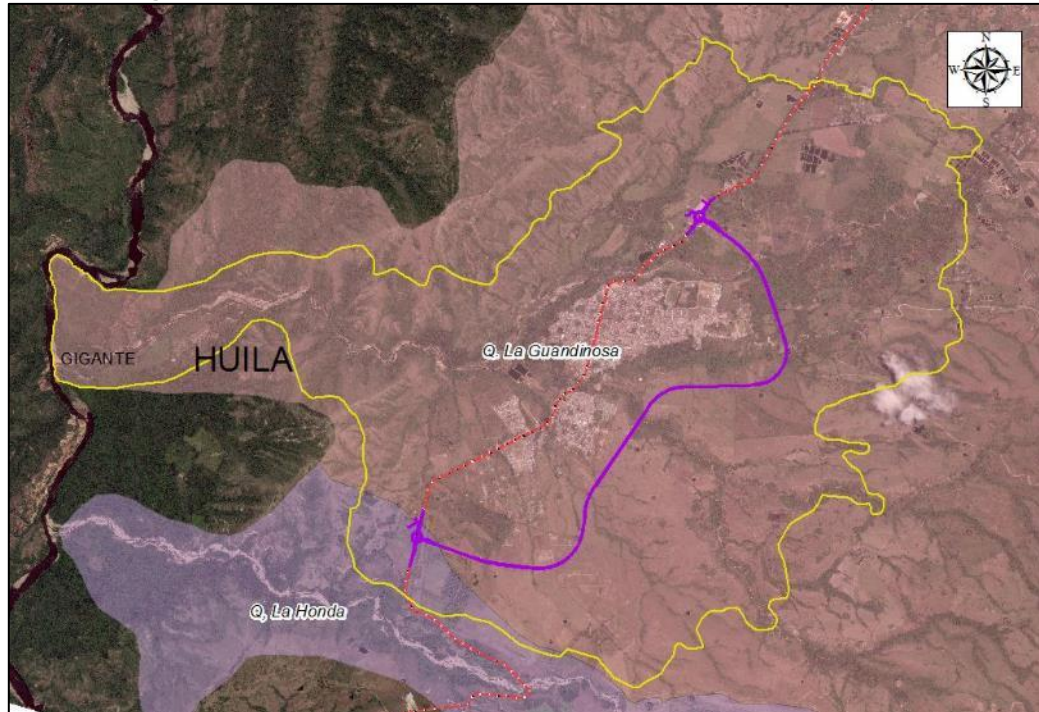 N
W E
S
Q, La Guandinosa
GIGANTE
HUILA
Q, La Honda